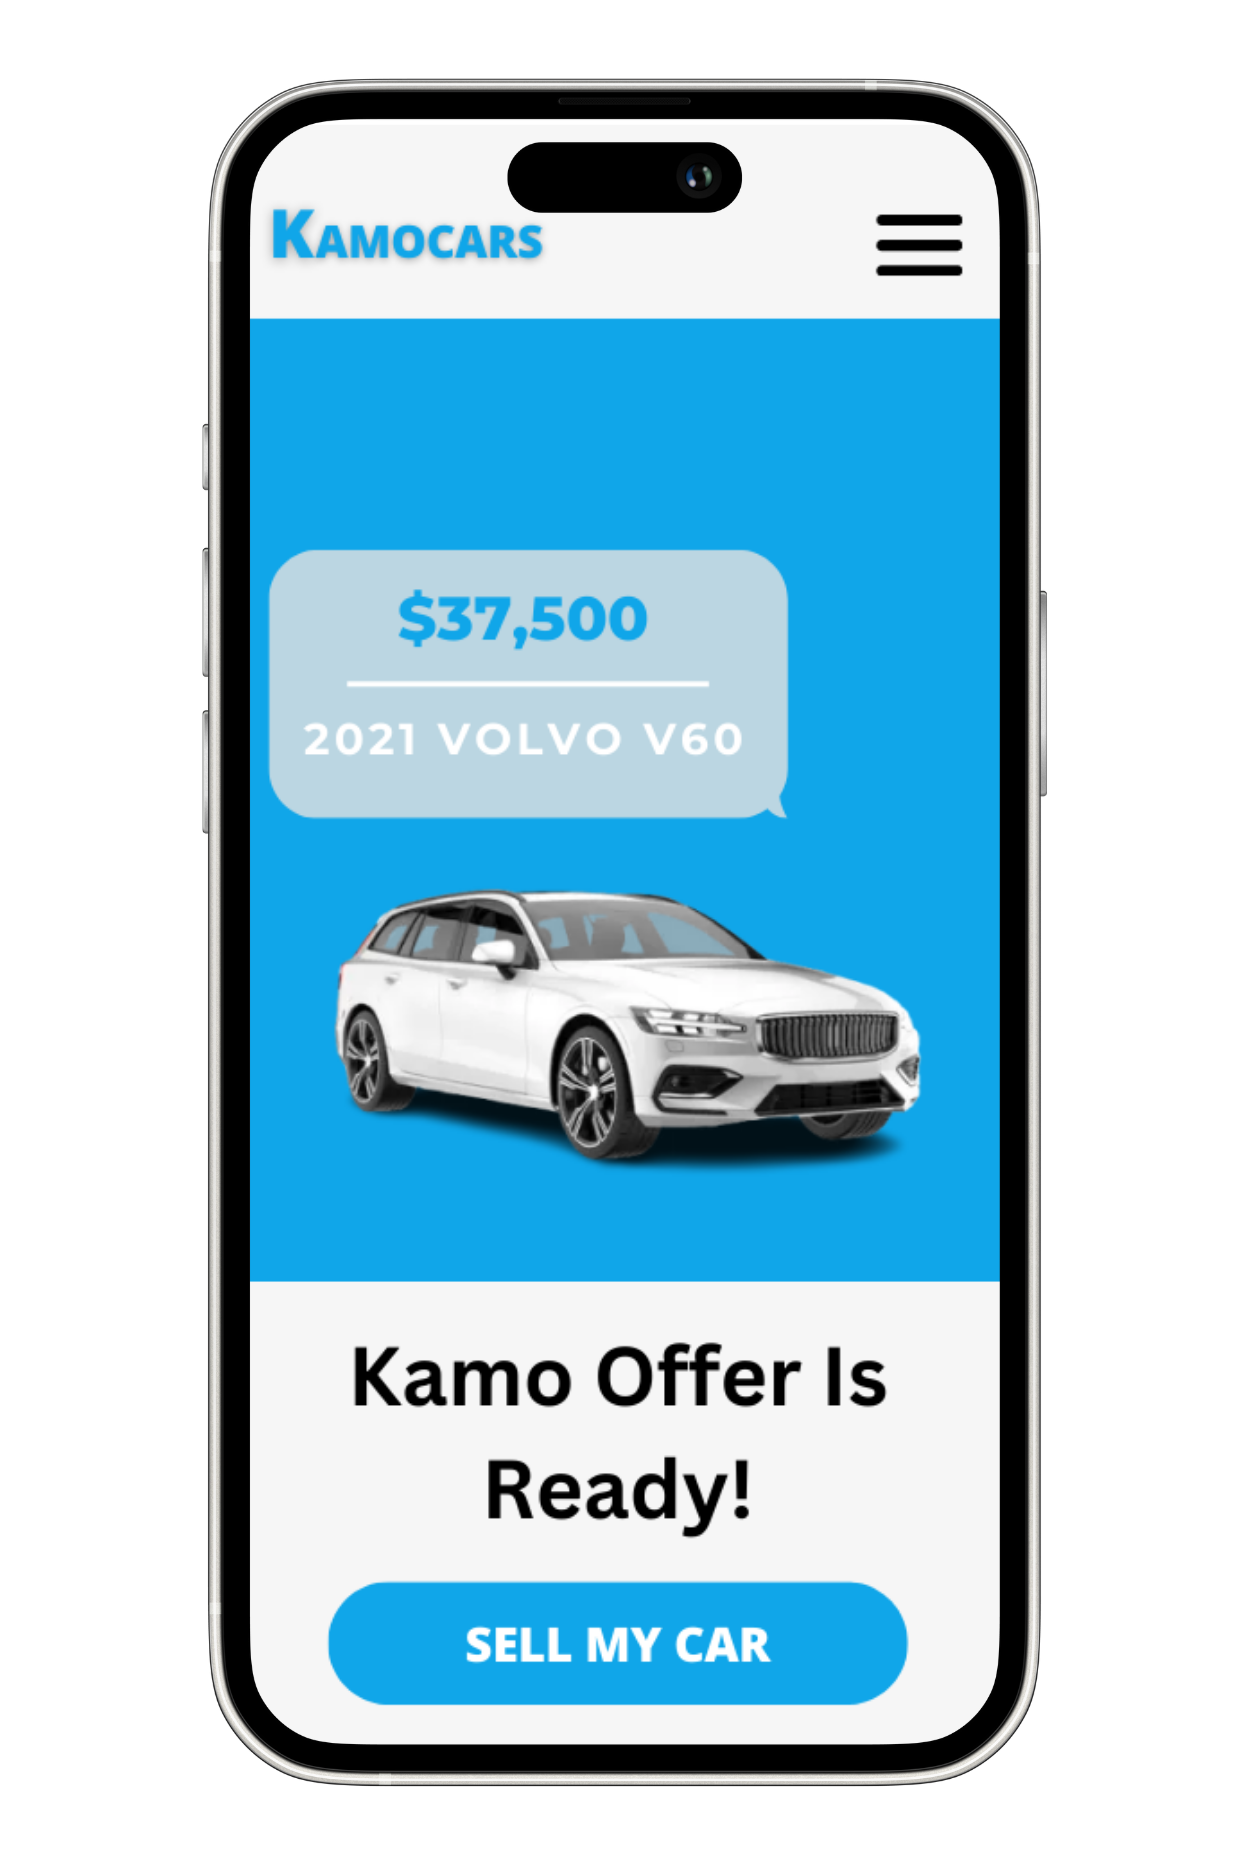 KAMOCARS
$37,500
2021 VOLVO V60
Kamo Offer Is
Ready!
SELL MY CAR